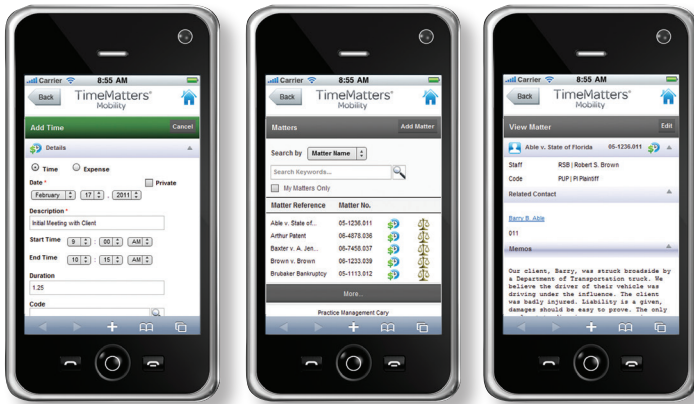 Carrier 8:55 AM
Back TimeMatters®
Mobility
Add Time Cancel
Details
Time Expense
Date * Private
February 17 , 2011
Description *
Initial Meeting with Client
Start Time 9 : 00 AM
End Time 10 : 15 AM
Duration
1.25
Code
Carrier 8:55 AM
Back TimeMatters®
Mobility
Matters Add Matter
Search by Matter Name
Search Keywords...
My Matters Only
Matter Reference Matter No.
Able v. State of... 05-1236.011
Arthur Patent 06-4878.036
Baxter v. A. Jen... 06-7458.037
Brown v. Brown 06-1233.039
Brubaker Bankruptcy 05-1113.012
More...
Practice Management Cary
Carrier 8:55 AM
Back TimeMatters®
Mobility
View Matter Edit
Able v. State of Florida 05-1236.011
Staff RSB | Robert S. Brown
Code PUP | PI Plaintiff
Related Contact
Barry B. Able
011
Memos
Our client, Barry, was struck broadside by
a Department of Transportation truck. We
believe the driver of their vehicle was
driving under the influence. The client
was badly injured. Liability is a given,
damages should be easy to prove. The only